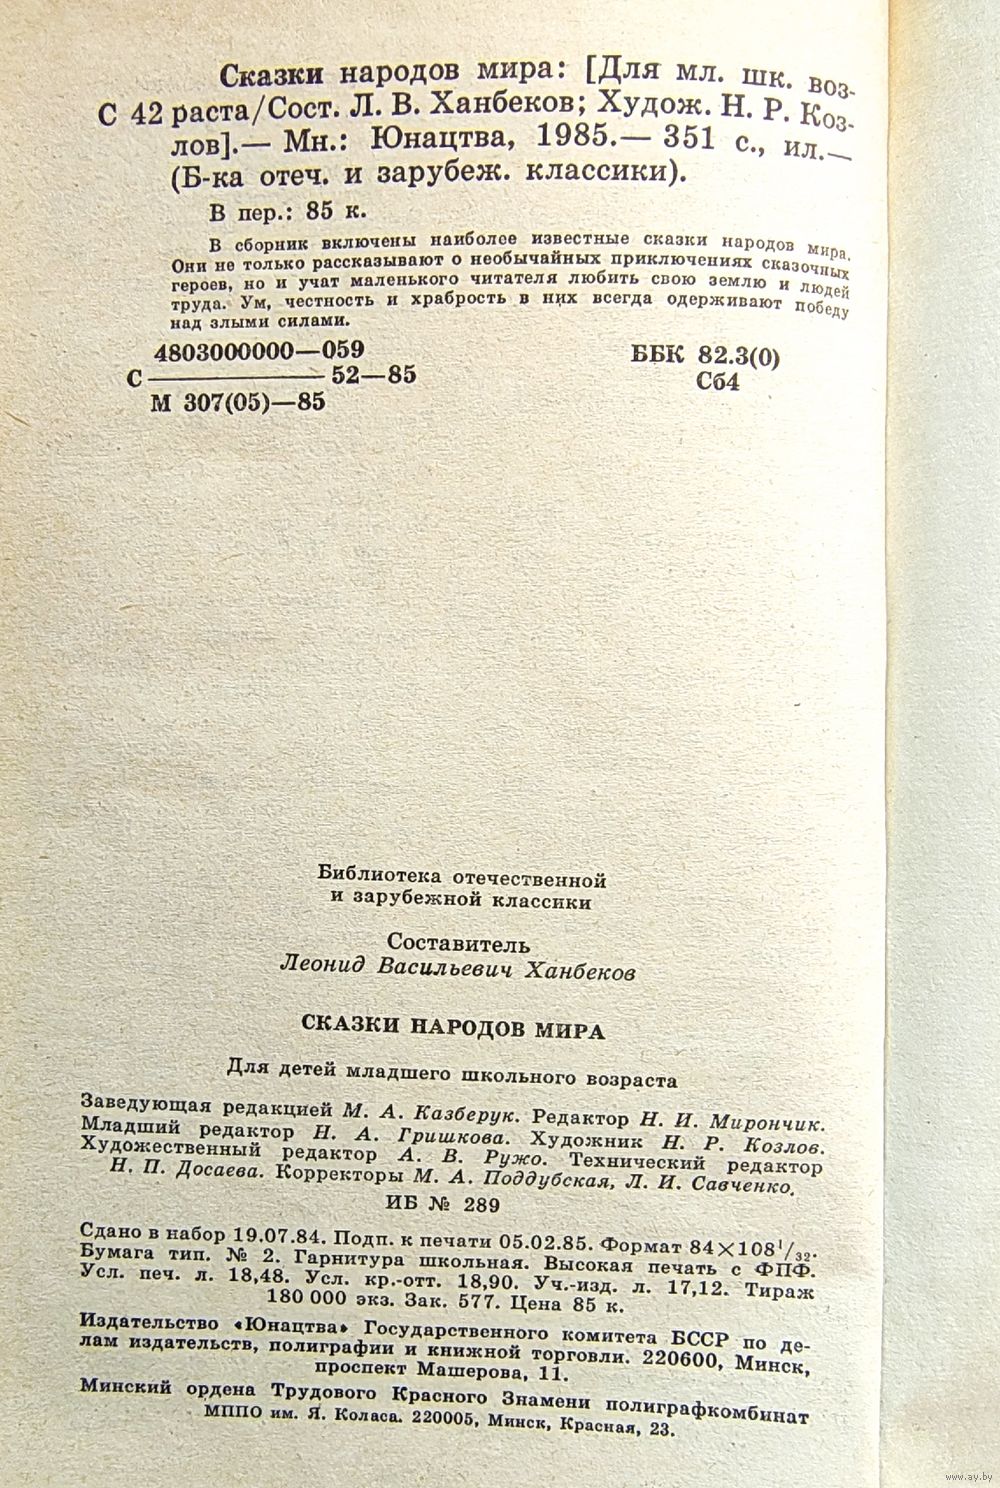 Сказки народов мира: [Для мл. шк. воз-
С 42 раста/Сост. Л. В. Ханбеков; Худож. Н. Р. Коз-
лов].— Мн.: Юнацтва, 1985.— 351 с., ил.—
(Б-ка отеч. и зарубеж. классики).
В пер.: 85 к.
В сборник включены наиболее известные сказки народов мира.
Они не только рассказывают о необычайных приключениях сказочных
героев, но и учат маленького читателя любить свою землю и людей
труда. Ум, честность и храбрость в них всегда одерживают победу
над злыми силами.
4803000000—059
С ——— 52—85
М 307(05)—85
ББК 82.3(0)
Сб4
Библиотека отечественной
и зарубежной классики
Составитель
Леонид Васильевич Ханбеков
СКАЗКИ НАРОДОВ МИРА
Для детей младшего школьного возраста
Заведующая редакцией М. А. Казберук. Редактор Н. И. Мирончик.
Младший редактор Н. А. Гришкова. Художник Н. Р. Козлов.
Художественный редактор А. В. Ружо. Технический редактор
Н. П. Досаева. Корректоры М. А. Поддубская, Л. И. Савченко.
ИБ № 289
Сдано в набор 19.07.84. Подп. к печати 05.02.85. Формат 84×108¹/₃₂.
Бумага тип. № 2. Гарнитура школьная. Высокая печать с ФПФ.
Усл. печ. л. 18,48. Усл. кр.-отт. 18,90. Уч.-изд. л. 17,12. Тираж
180 000 экз. Зак. 577. Цена 85 к.
Издательство «Юнацтва» Государственного комитета БССР по де-
лам издательств, полиграфии и книжной торговли. 220600, Минск,
проспект Машерова, 11.
Минский ордена Трудового Красного Знамени полиграфкомбинат
МППО им. Я. Коласа. 220005, Минск, Красная, 23.
www.ay.by